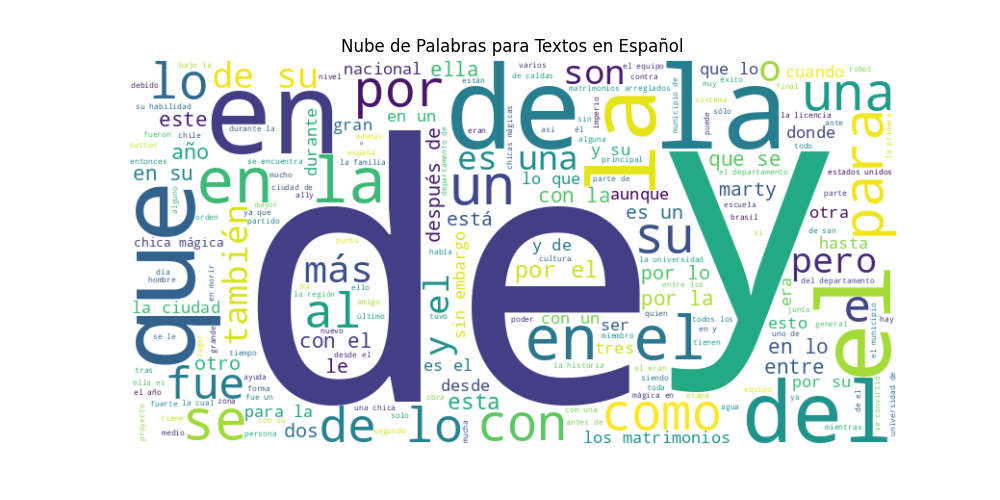 Nube de Palabras para Textos en Español
de
y
en
de la
la
que
el
del
en la
por
lo
de su
nacional
ella
son
que lo
o
cuando
una
para
este
año
en su
gran
durante
en un
es una
un
y su
lo que
con la
aunque
que se
donde
marty
otra
hasta
pero
e
también
más
al
con el
le
está
después de
y el
sin embargo
y de
por el
su
es un
por lo
por la
con un
ser
tres
en el
era
esto
en lo
entre
por su
chica mágica
la ciudad
otro
fue
se
para la
dos
de lo
desde
esta
es el
con
como
los matrimonios
debido
bajo la
su habilidad
fueron
chile
durante la
entonces
se encuentra
sutton
mucho
la familia
alguno
ciudad de
ally
mayor
orden
ya que
partido
además
españa
nivel
están
varios
de caldas
el equipo
contra
matrimonios arreglados
eran
así
sin
él
alguna
principal
parte de
chicas mágicas
departamento de
imperio
municipio de
muy
éxito
puede
sólo
sistema
final
robot
la licencia
ante
todo
la primera
estados unidos
el departamento
parte
escuela
brasil
si
de san
del departamento
junto
general
hay
uno de
el municipio
día
hombre
en morir
se le
lugar
grande
tras
tiempo
ella es
el año
ayuda
forma
fue un
fuerte
la cual
zona
tiene
con su
proyecto
medio
persona
punto
ha
la región
ello
amigo
último
nuevo
desde el
había
cultura
la universidad
entre los
poder
quien
miembro
todos los
en y
tienen
la historia
el eran
siendo
toda
mágica en
etapa
equipo
ya
obra
una chica
solo
segundo
mucha
con una
antes de
agua
mientras
de el
se convirtió
universidad de